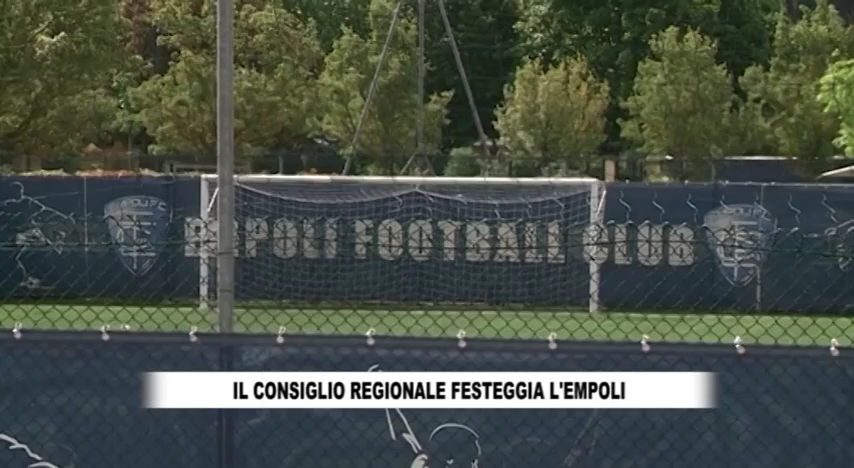 EMPOLI FOOTBALL CLUB
IL CONSIGLIO REGIONALE FESTEGGIA L'EMPOLI